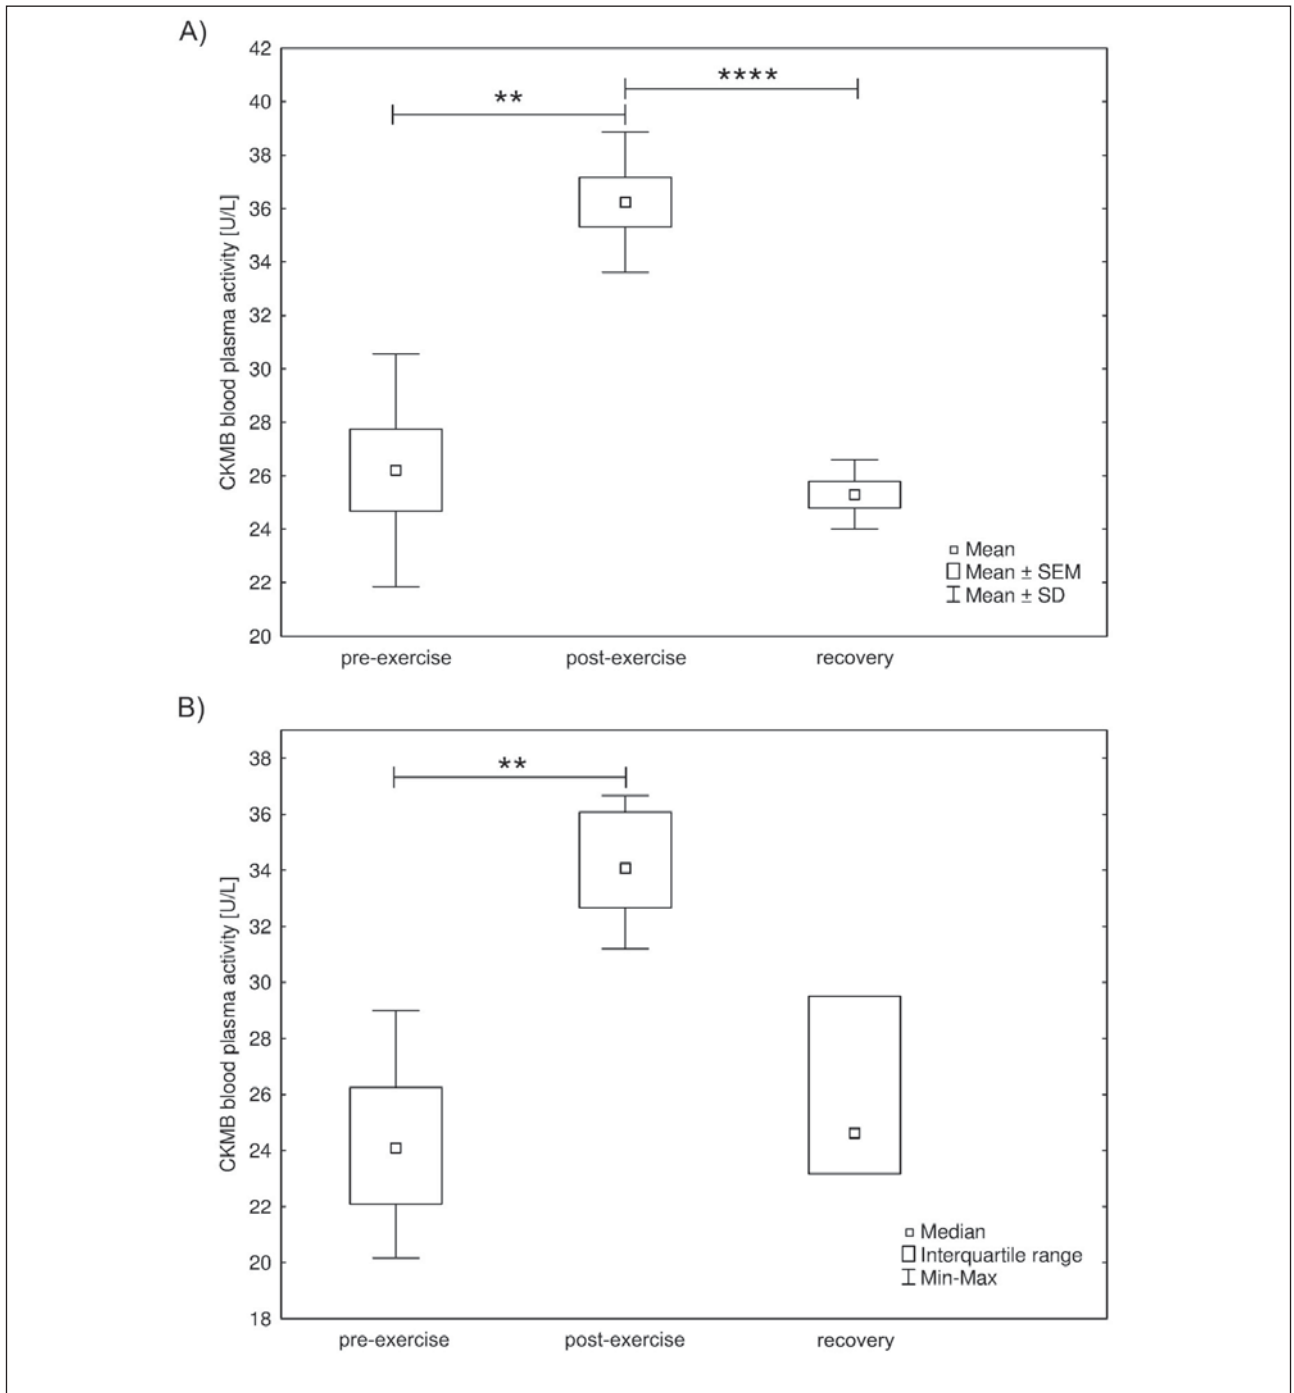 A)
42
40
38
36
34
32
30
28
26
24
22
20
CKMB blood plasma activity [U/L]
**
****
Mean
Mean ± SEM
Mean ± SD
pre-exercise post-exercise recovery
B)
38
36
34
32
30
28
26
24
22
20
18
CKMB blood plasma activity [U/L]
**
Median
Interquartile range
Min-Max
pre-exercise post-exercise recovery